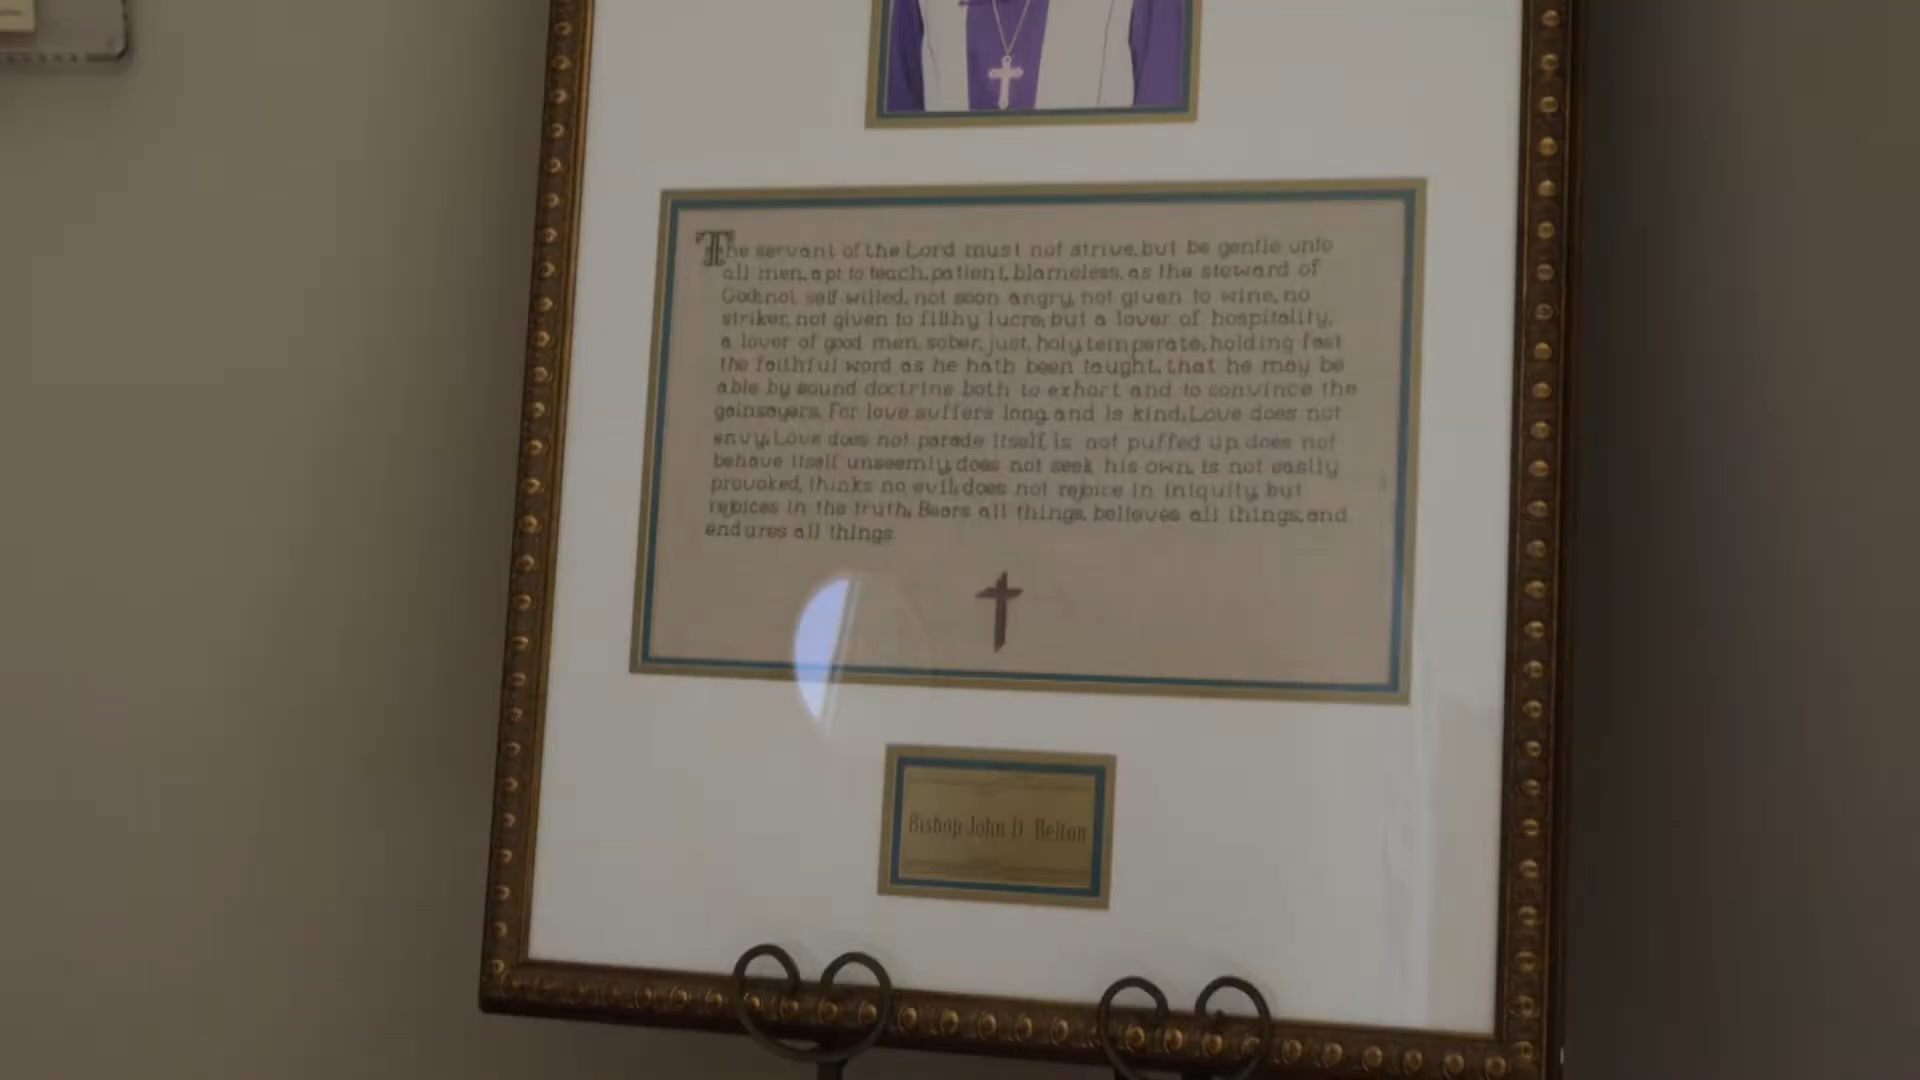 The servant of the Lord must not strive, but be gentle unto
all men, apt to teach, patient, blameless, as the steward of
God; not self willed, not soon angry, not given to wine, no
striker, not given to filthy lucre; but a lover of hospitality,
a lover of good men, sober, just, holy, temperate, holding fast
the faithful word as he hath been taught, that he may be
able by sound doctrine both to exhort and to convince the
gainsayers. For love suffers long and is kind; Love does not
envy; Love does not parade itself, is not puffed up, does not
behave itself unseemly, does not seek his own, is not easily
provoked, thinks no evil; does not rejoice in iniquity, but
rejoices in the truth; Bears all things, believes all things, and
endures all things.
Bishop John D. Belton